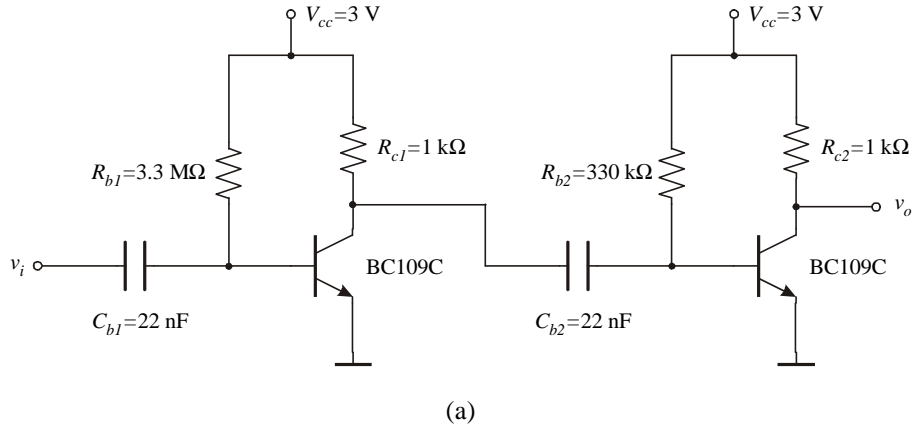 Vcc=3 V
Vcc=3 V
Rb1=3.3 MΩ
Rc1=1 kΩ
Rb2=330 kΩ
Rc2=1 kΩ
vi
BC109C
vo
BC109C
Cb1=22 nF
Cb2=22 nF
(a)